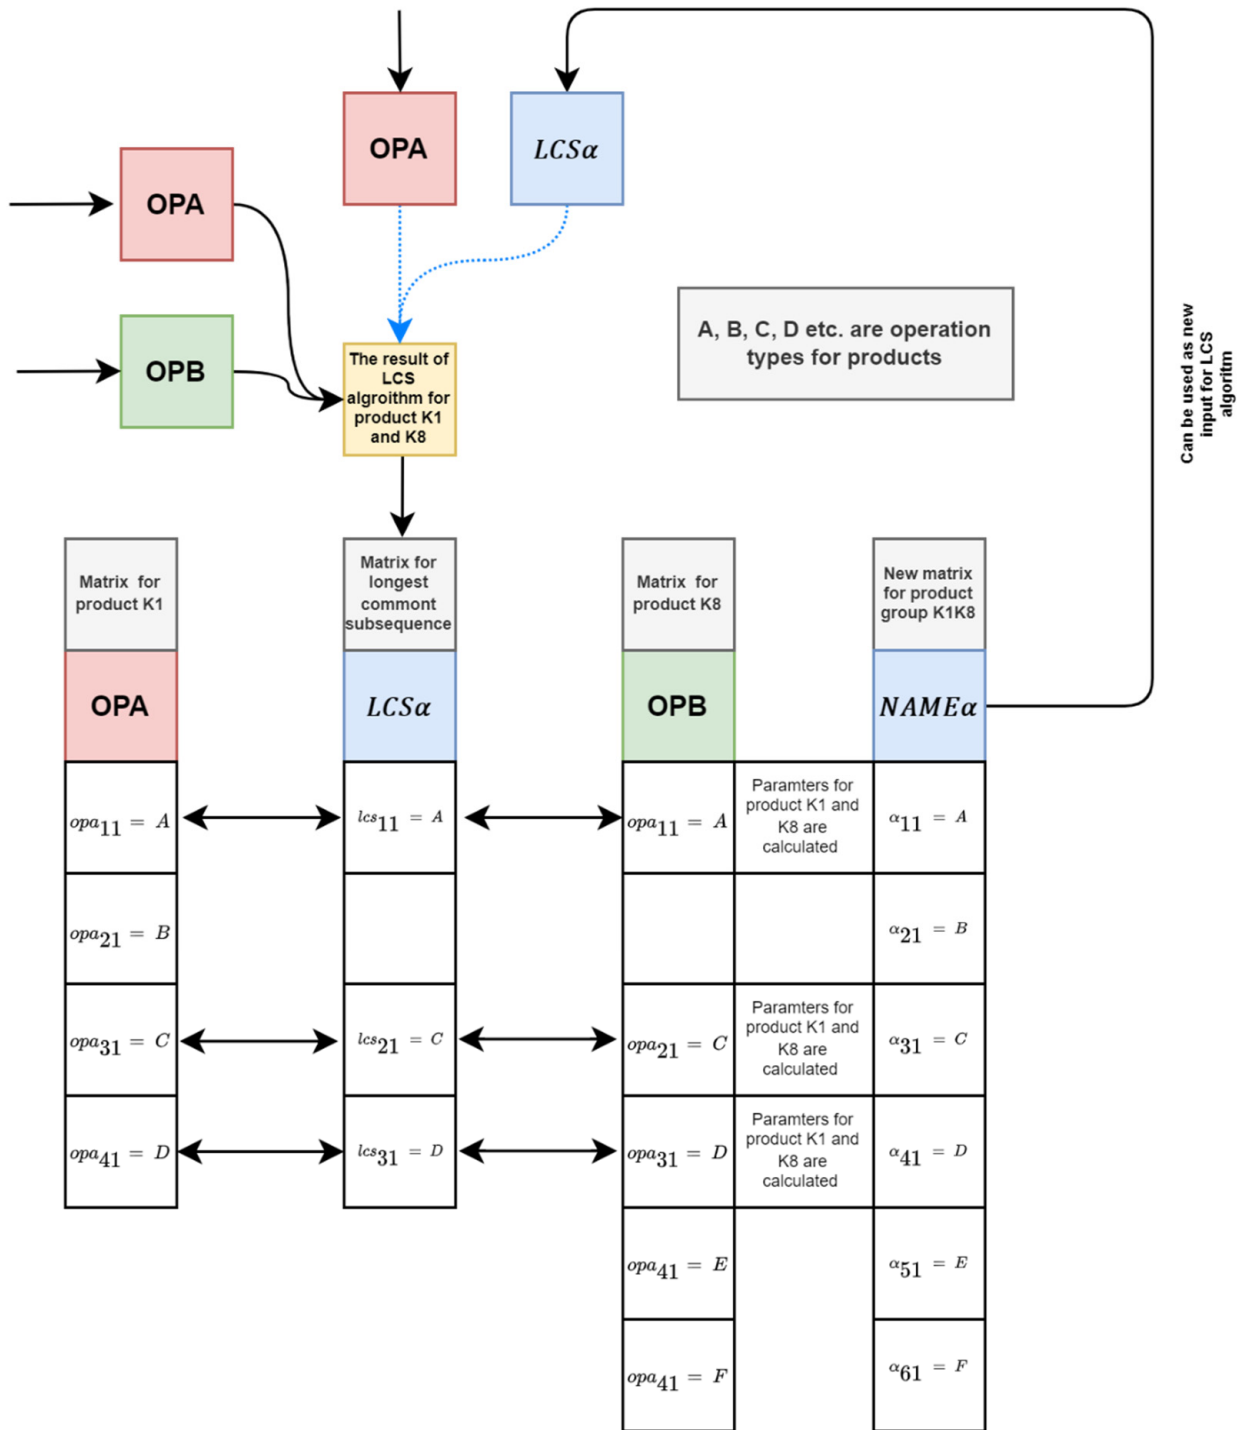 OPA
LCSα
OPA
OPB
The result of
LCS
algroithm for
product K1
and K8
A, B, C, D etc. are operation
types for products
Can be used as new
input for LCS
algoritm
Matrix for
product K1
Matrix for
longest
commont
subsequence
Matrix for
product K8
New matrix
for product
group K1K8
OPA
LCSα
OPB
NAMEα
opa11 = A
lcs11 = A
opa11 = A
Paramters for
product K1 and
K8 are
calculated
α11 = A
opa21 = B
α21 = B
opa31 = C
lcs21 = C
opa21 = C
Paramters for
product K1 and
K8 are
calculated
α31 = C
opa41 = D
lcs31 = D
opa31 = D
Paramters for
product K1 and
K8 are
calculated
α41 = D
opa41 = E
α51 = E
opa41 = F
α61 = F